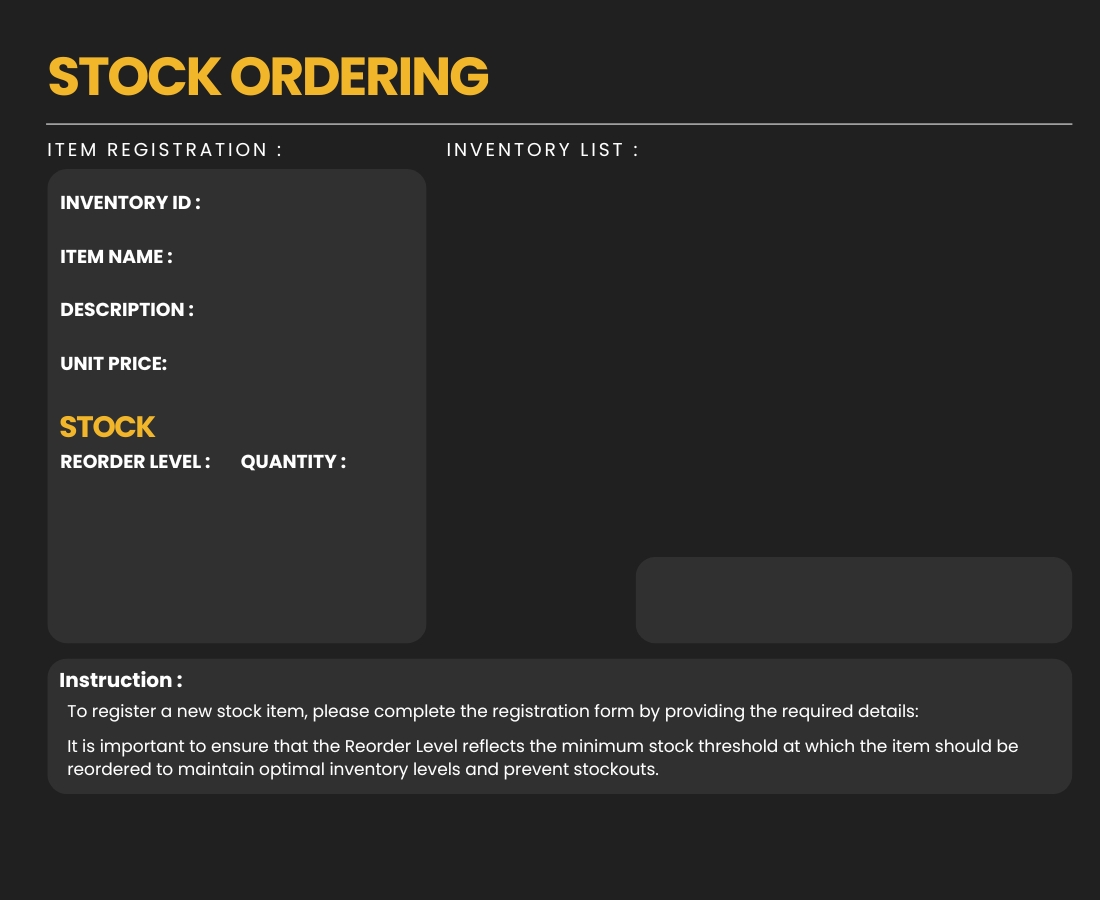 STOCK ORDERING
ITEM REGISTRATION :
INVENTORY LIST :
INVENTORY ID :
ITEM NAME :
DESCRIPTION :
UNIT PRICE:
STOCK
REORDER LEVEL : QUANTITY :
Instruction :
To register a new stock item, please complete the registration form by providing the required details:
It is important to ensure that the Reorder Level reflects the minimum stock threshold at which the item should be
reordered to maintain optimal inventory levels and prevent stockouts.